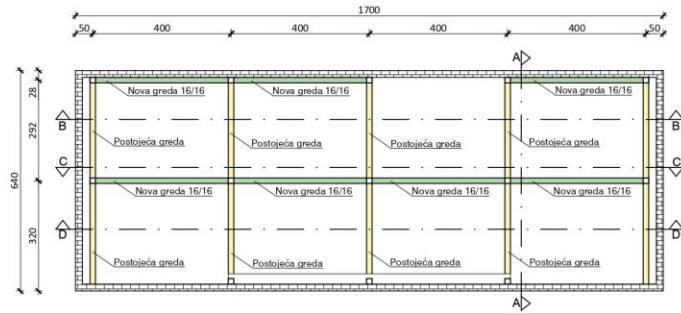 1700
50 400 400 400 400 50
A
28
Nova greda 16/16 Nova greda 16/16 Nova greda 16/16
B B
292
Postojeća greda Postojeća greda Postojeća greda Postojeća greda
C C
640
Nova greda 16/16 Nova greda 16/16 Nova greda 16/16 Nova greda 16/16
320
D D
Postojeća greda Postojeća greda Postojeća greda Postojeća greda
A